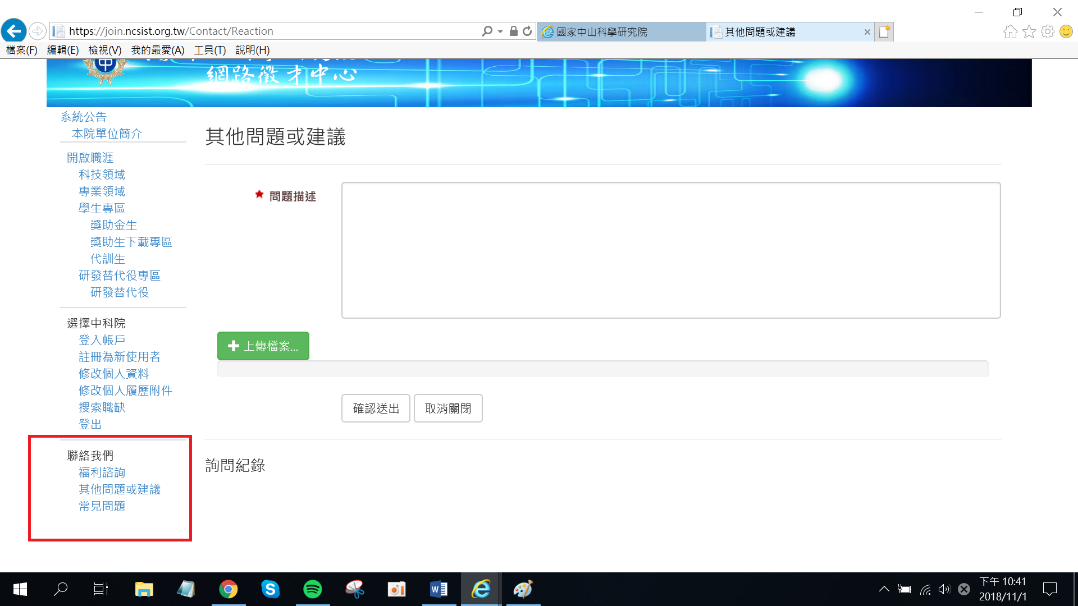 https://join.ncsist.org.tw/Contact/Reaction
國家中山科學研究院
其他問題或建議
檔案(F) 編輯(E) 檢視(V) 我的最愛(A) 工具(T) 說明(H)
網路徵才中心
系統公告
本院單位簡介
開啟職涯
科技領域
專業領域
學生專區
獎助金生
獎助生下載專區
代訓生
研發替代役專區
研發替代役
選擇中科院
登入帳戶
註冊為新使用者
修改個人資料
修改個人履歷附件
搜索職缺
登出
聯絡我們
福利諮詢
其他問題或建議
常見問題
其他問題或建議
問題描述
上傳檔案...
確認送出 取消關閉
詢問紀錄
下午 10:41
2018/11/1